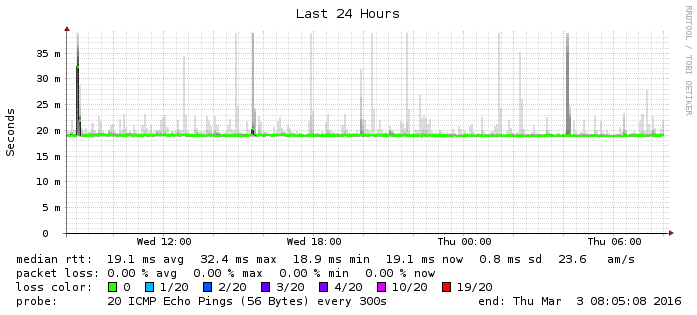 Last 24 Hours
RRDTOOL / TOBI OETIKER
Seconds
35 m
30 m
25 m
20 m
15 m
10 m
5 m
0
Wed 12:00 Wed 18:00 Thu 00:00 Thu 06:00
median rtt: 19.1 ms avg 32.4 ms max 18.9 ms min 19.1 ms now 0.8 ms sd 23.6 am/s
packet loss: 0.00 % avg 0.00 % max 0.00 % min 0.00 % now
loss color: 0 1/20 2/20 3/20 4/20 10/20 19/20
probe: 20 ICMP Echo Pings (56 Bytes) every 300s end: Thu Mar 3 08:05:08 2016